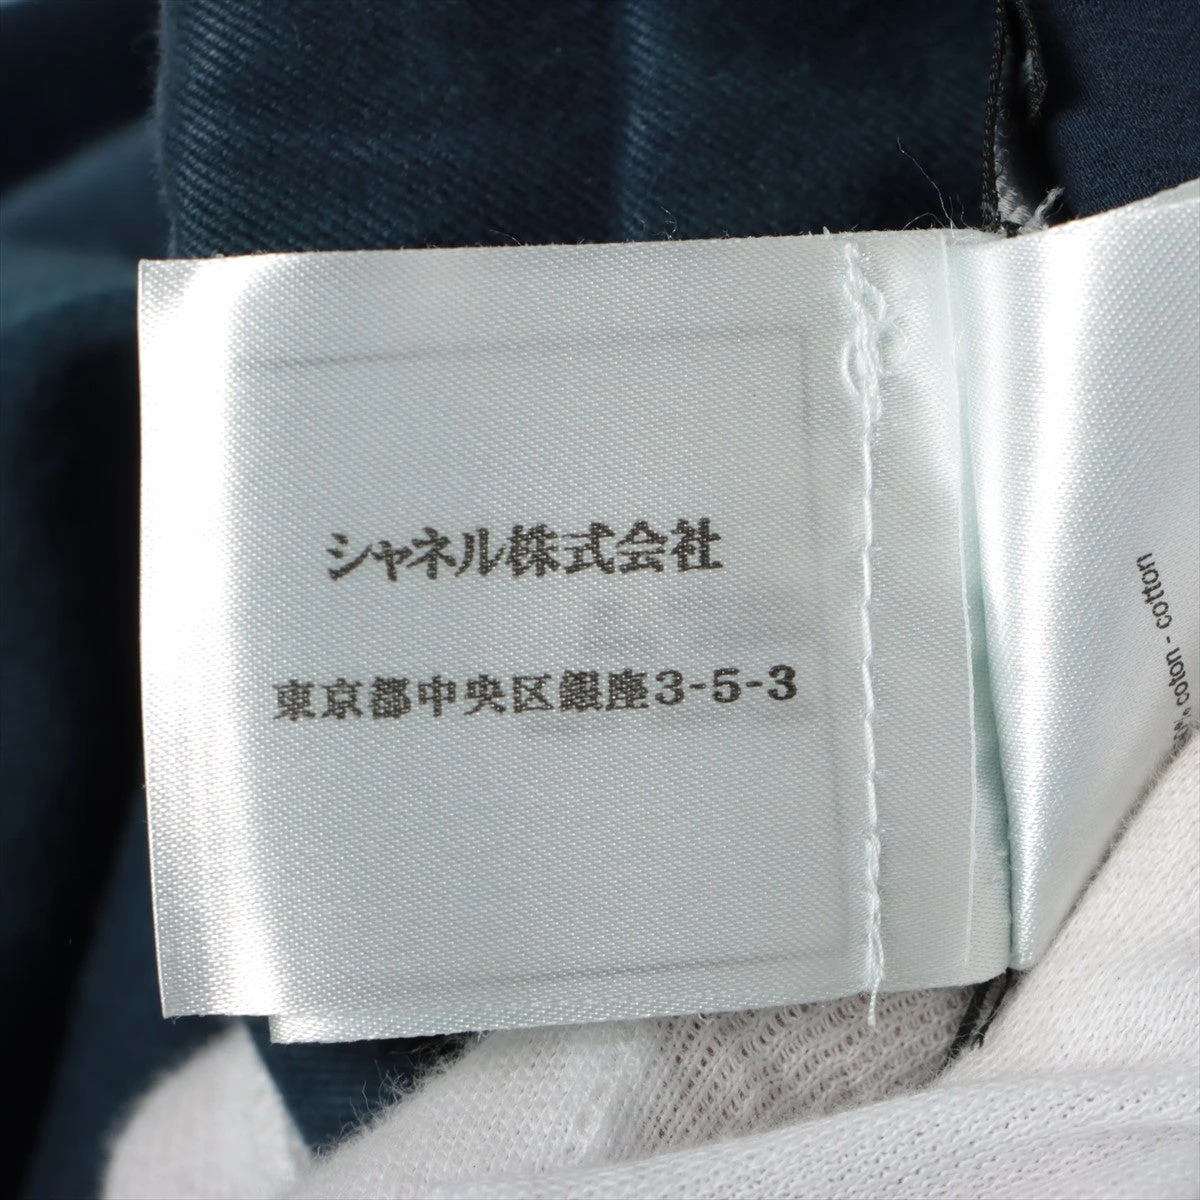 シャネル株式会社
東京都中央区銀座3-5-3
% coton - cotton